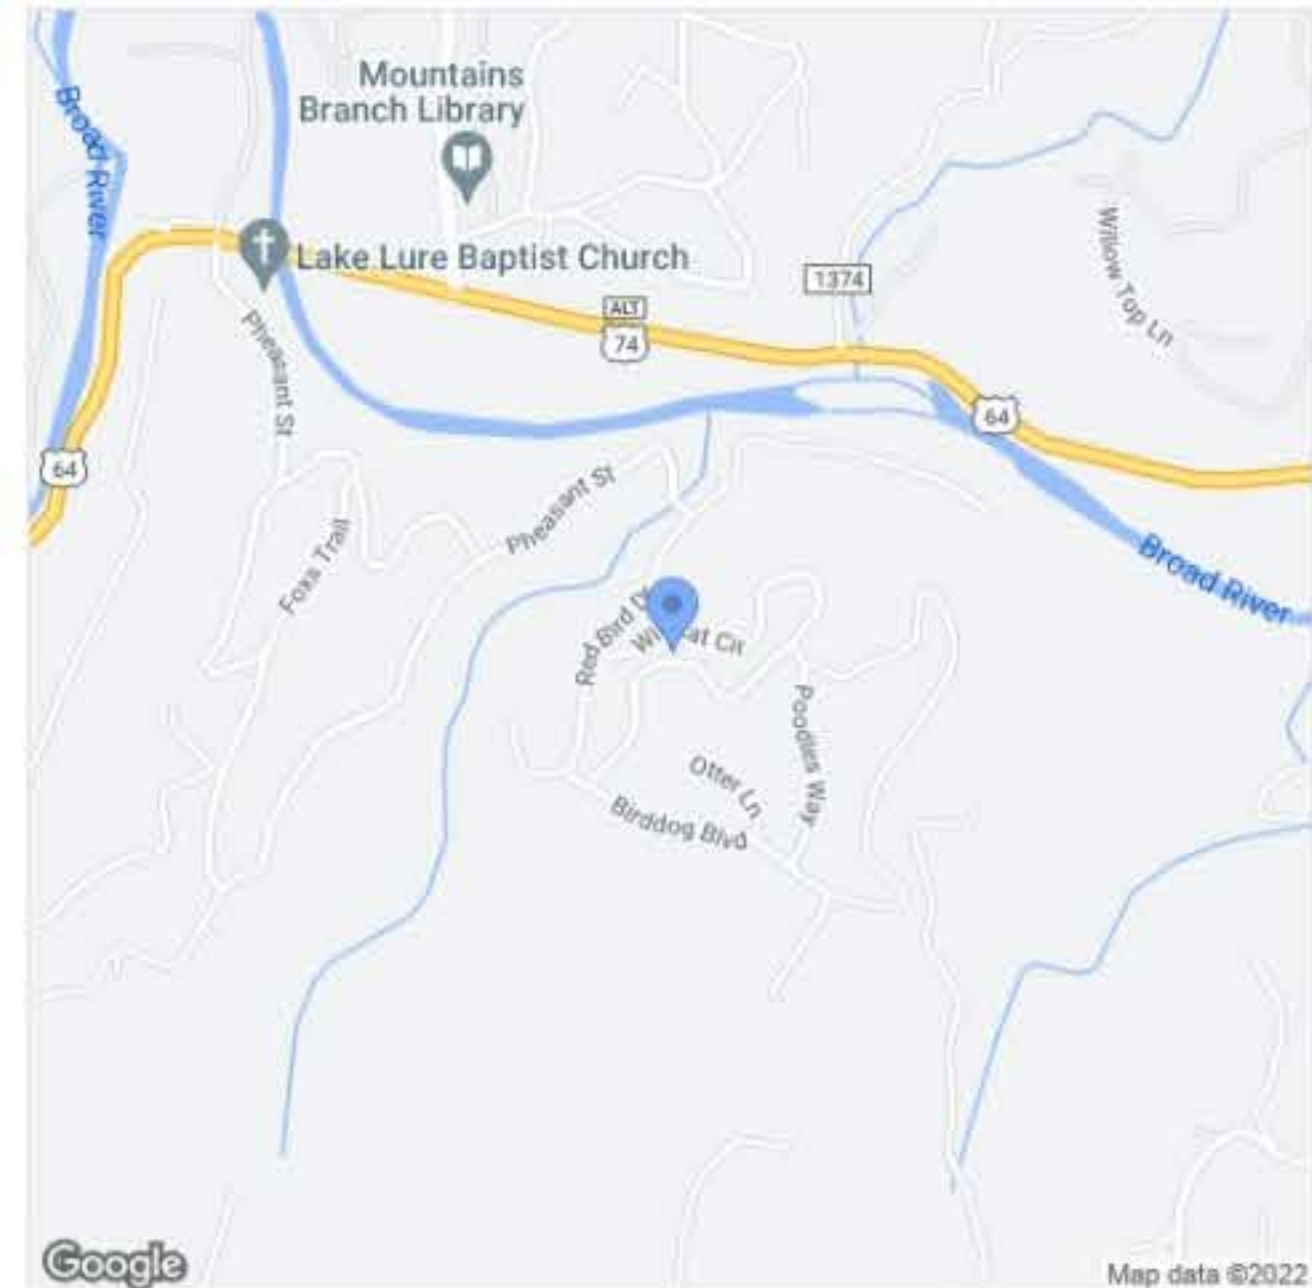 Mountains
Branch Library
Broad River
Lake Lure Baptist Church
1374
Willow Top Ln
ALT
74
Pheasant St
64
64
Pheasant St
Foxs Trail
Broad River
Red Bird
Cir
Poodles Way
Otter Ln
Birddog Blvd
Google
Map data ©2022